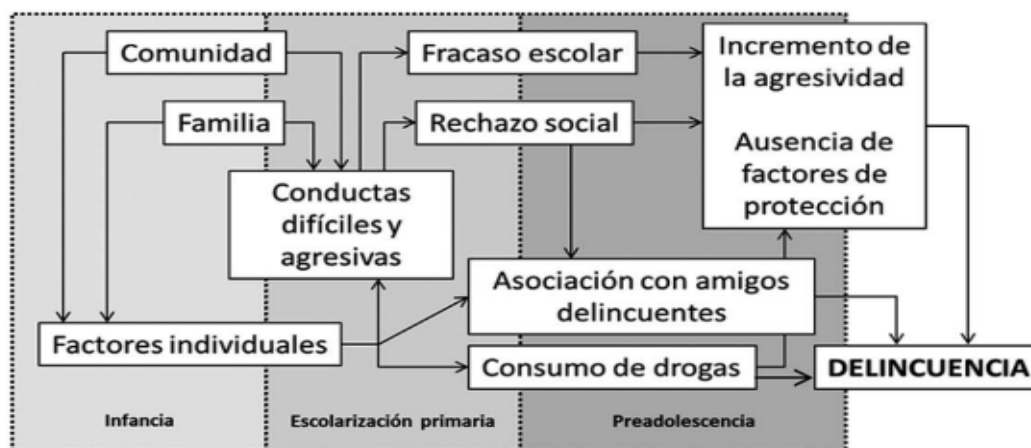 Comunidad
Familia
Fracaso escolar
Rechazo social
Incremento de
la agresividad
Ausencia de
factores de
protección
Conductas
difíciles y
agresivas
Asociación con amigos
delincuentes
Factores individuales
Consumo de drogas
DELINCUENCIA
Infancia
Escolarización primaria
Preadolescencia